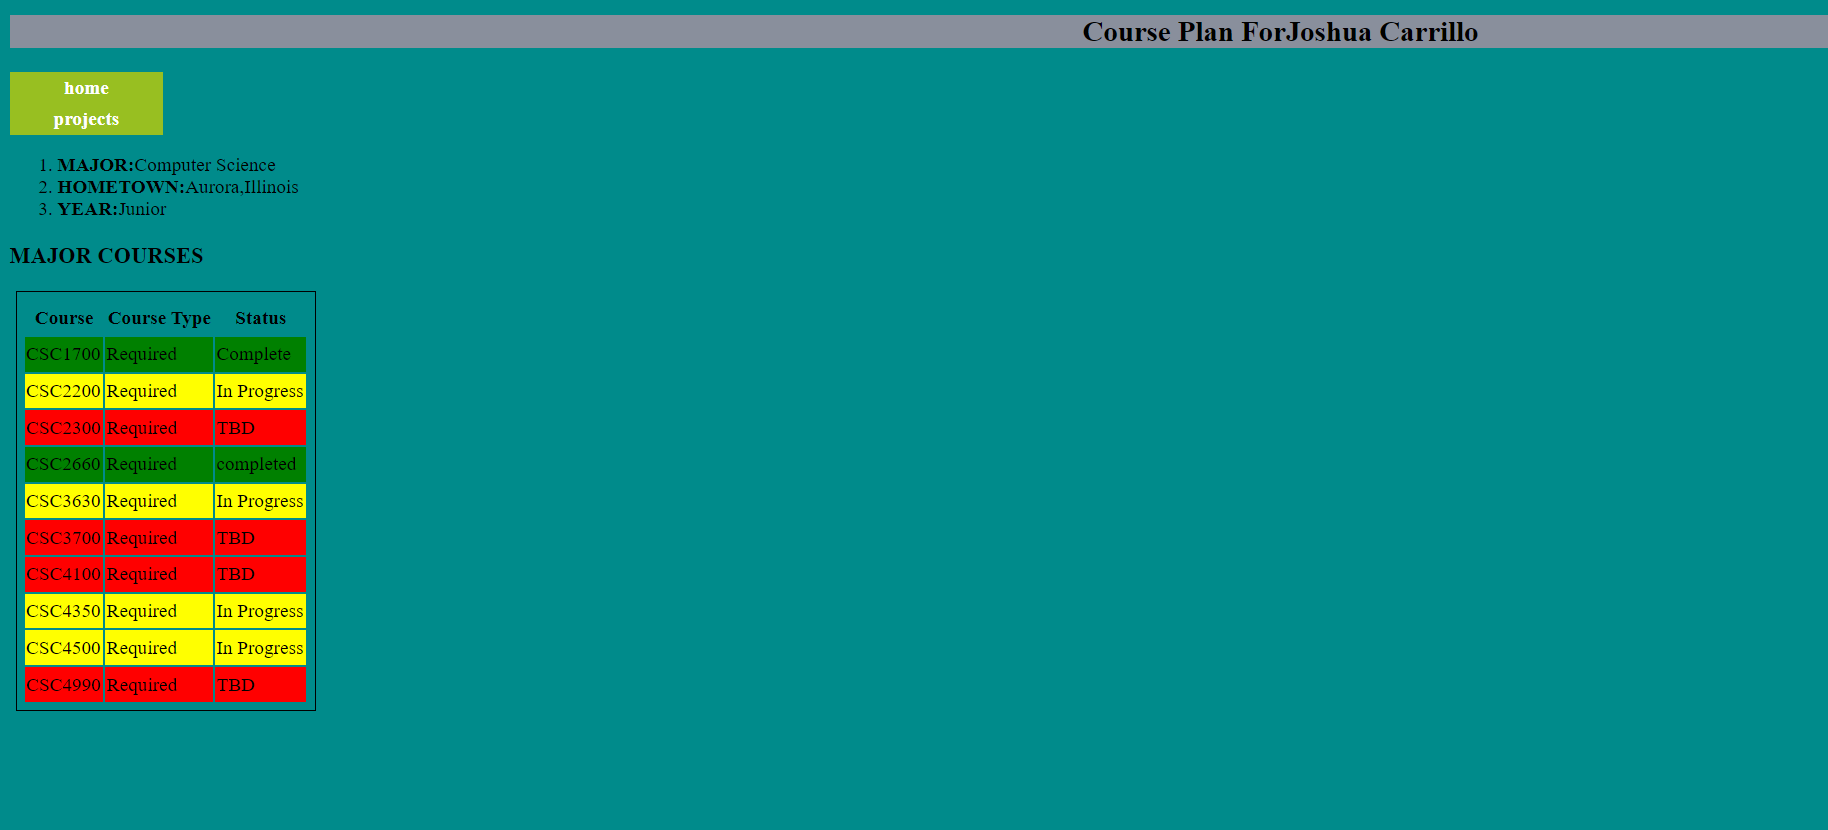 Course Plan ForJoshua Carrillo
home
projects
1. MAJOR:Computer Science
2. HOMETOWN:Aurora,Illinois
3. YEAR:Junior
MAJOR COURSES
Course Course Type Status
CSC1700 Required Complete
CSC2200 Required In Progress
CSC2300 Required TBD
CSC2660 Required completed
CSC3630 Required In Progress
CSC3700 Required TBD
CSC4100 Required TBD
CSC4350 Required In Progress
CSC4500 Required In Progress
CSC4990 Required TBD